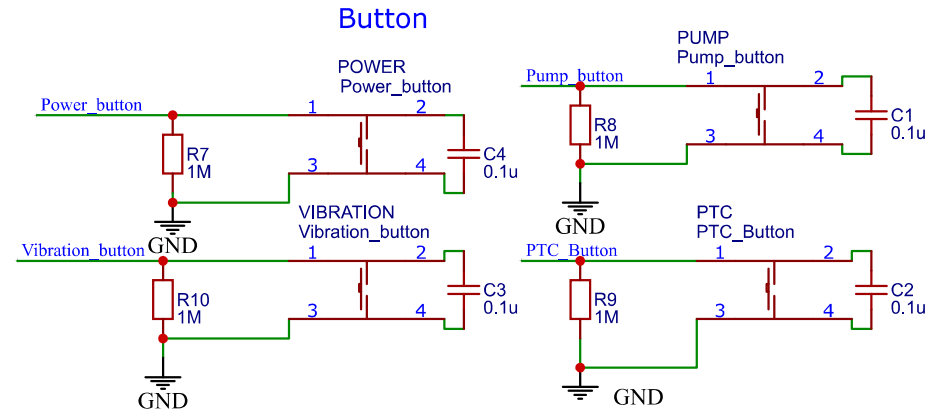 Button
POWER
Power_button
Power_button
1
2
R7
1M
3
4
C4
0.1u
GND
PUMP
Pump_button
Pump_button
1
2
R8
1M
3
4
C1
0.1u
GND
VIBRATION
Vibration_button
Vibration_button
1
2
R10
1M
3
4
C3
0.1u
GND
PTC
PTC_Button
PTC_Button
1
2
R9
1M
3
4
C2
0.1u
GND